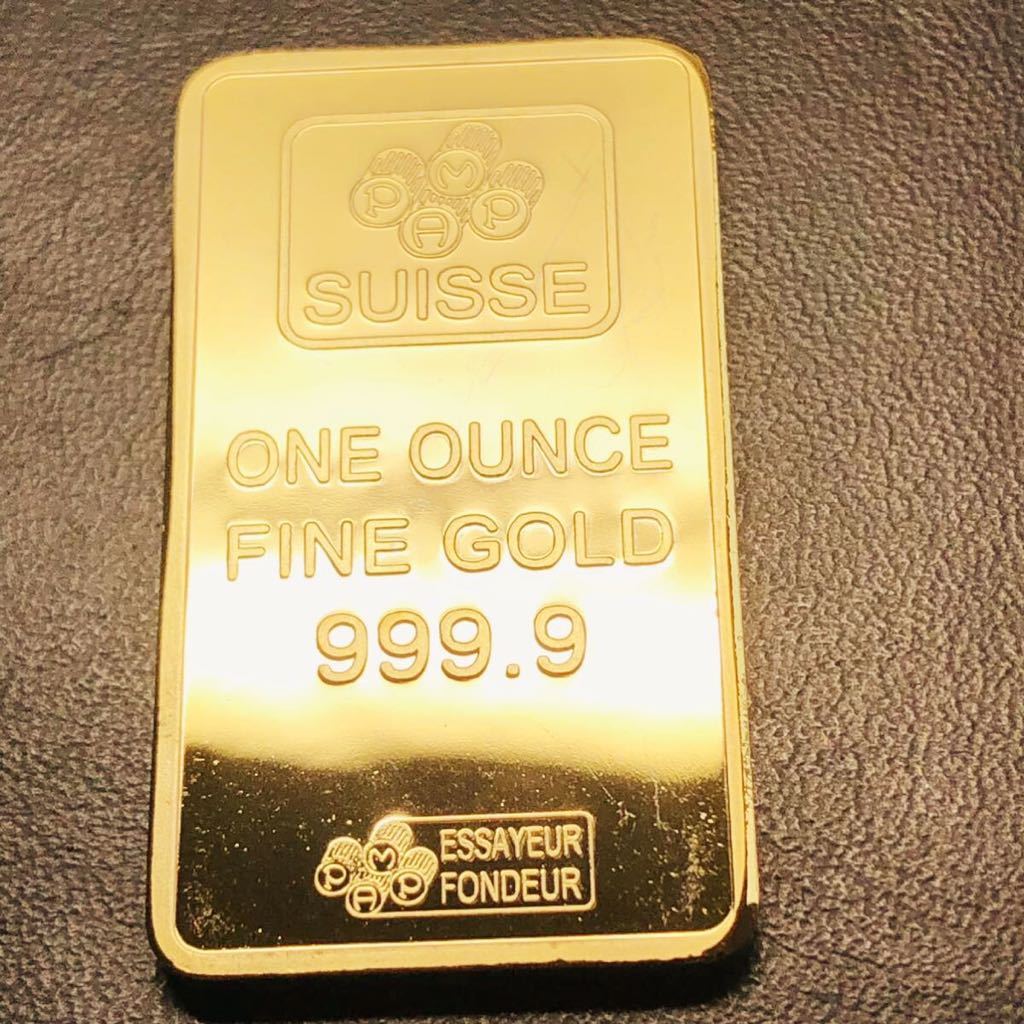 PAMP
SUISSE
ONE OUNCE
FINE GOLD
999.9
PAMP
ESSAYEUR
FONDEUR